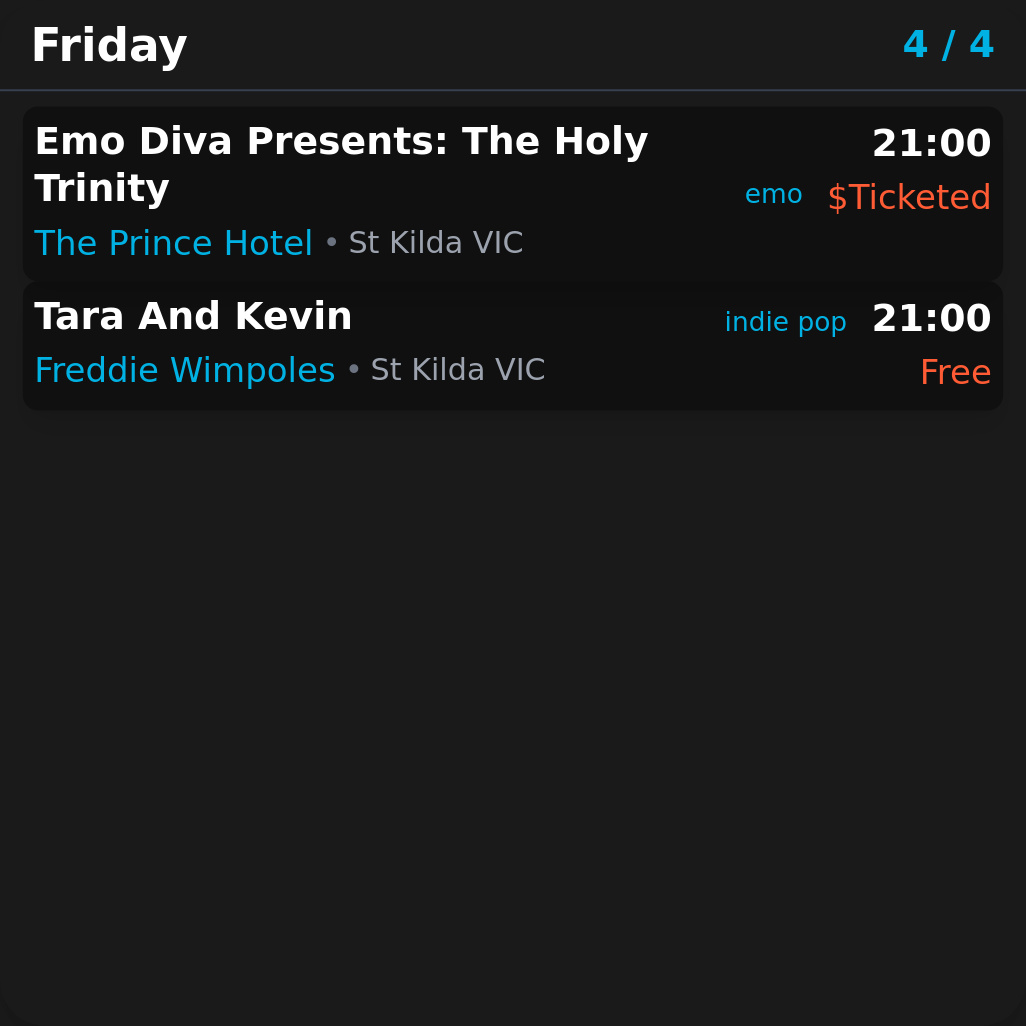 Friday 4 / 4
Emo Diva Presents: The Holy Trinity 21:00
emo $Ticketed
The Prince Hotel • St Kilda VIC
Tara And Kevin indie pop 21:00
Freddie Wimpoles • St Kilda VIC Free